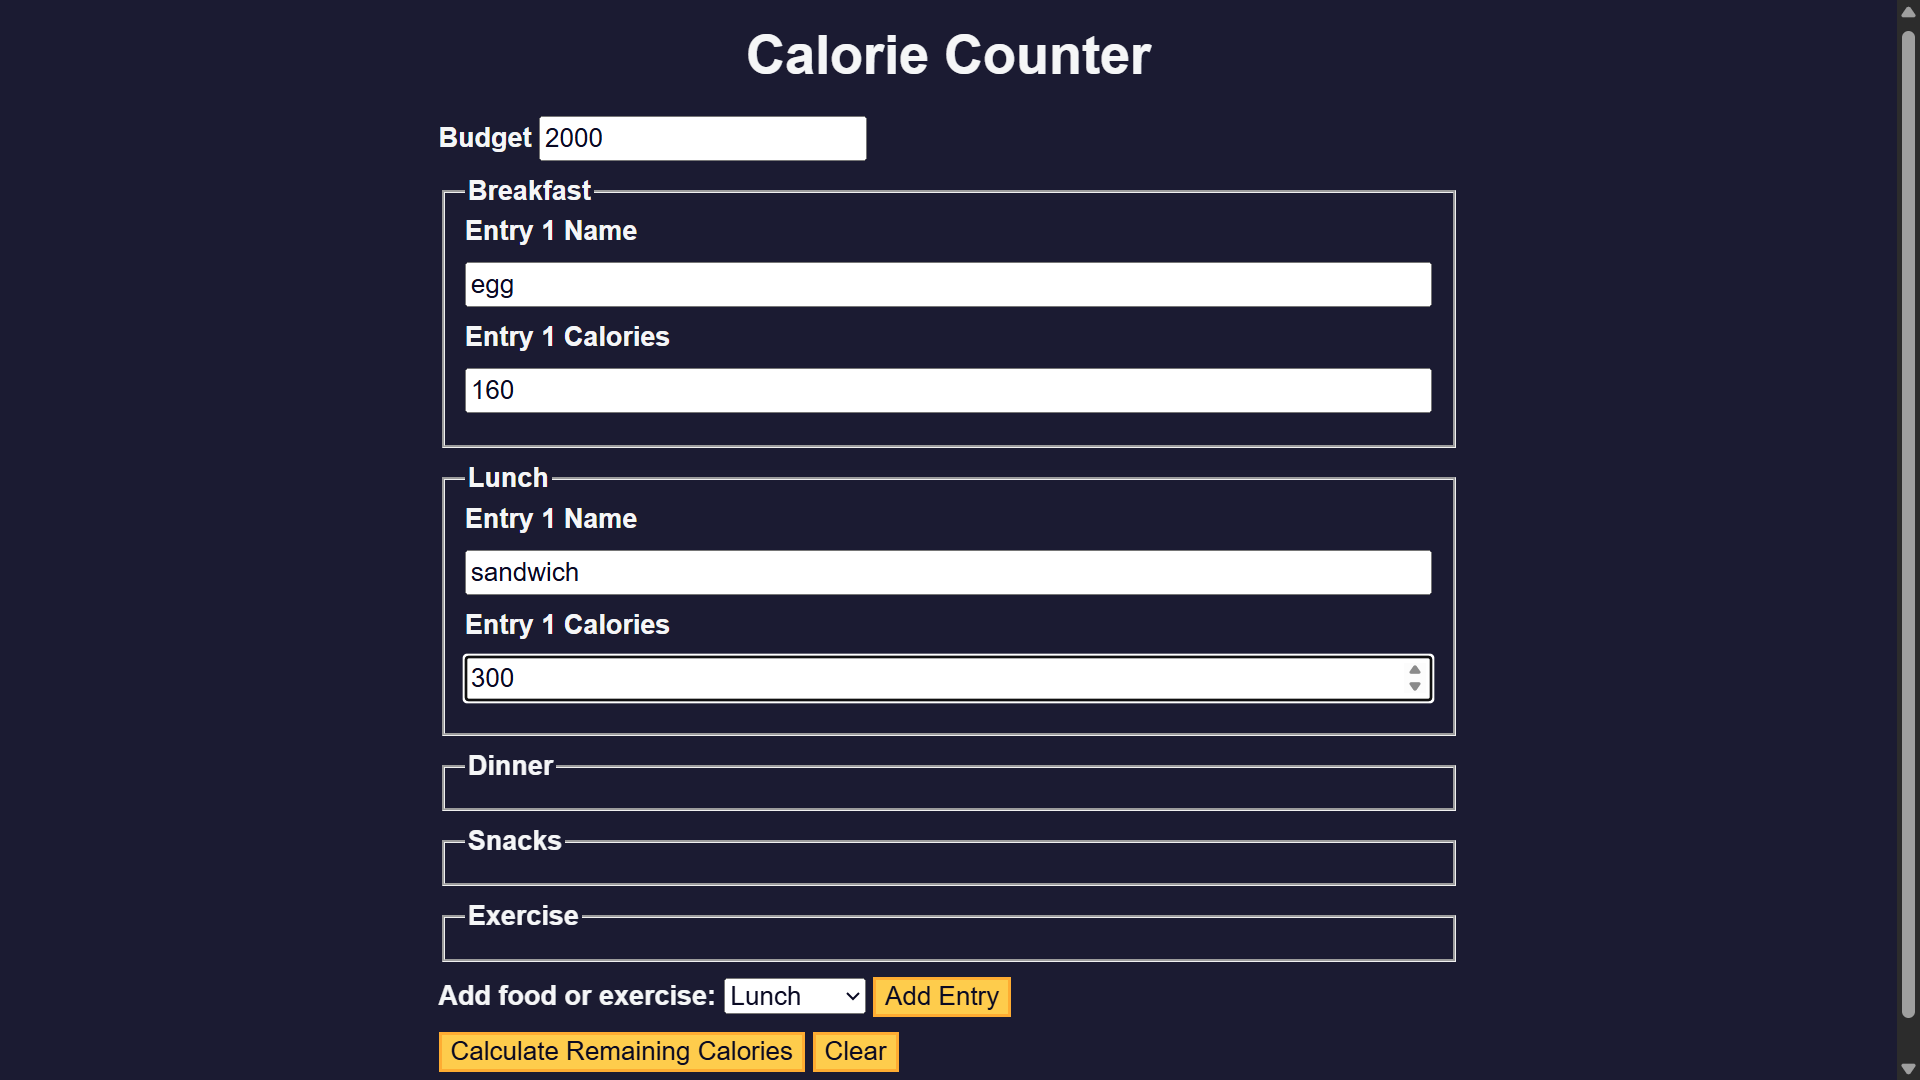 Calorie Counter
Budget 2000
Breakfast
Entry 1 Name
egg
Entry 1 Calories
160
Lunch
Entry 1 Name
sandwich
Entry 1 Calories
300
Dinner
Snacks
Exercise
Add food or exercise: Lunch Add Entry
Calculate Remaining Calories Clear